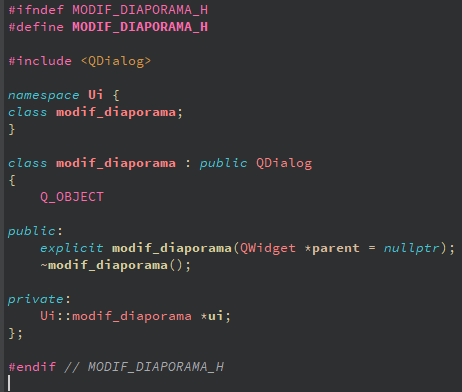 #ifndef MODIF_DIAPORAMA_H
#define MODIF_DIAPORAMA_H

#include <QDialog>

namespace Ui {
class modif_diaporama;
}

class modif_diaporama : public QDialog
{
    Q_OBJECT

public:
    explicit modif_diaporama(QWidget *parent = nullptr);
    ~modif_diaporama();

private:
    Ui::modif_diaporama *ui;
};

#endif // MODIF_DIAPORAMA_H